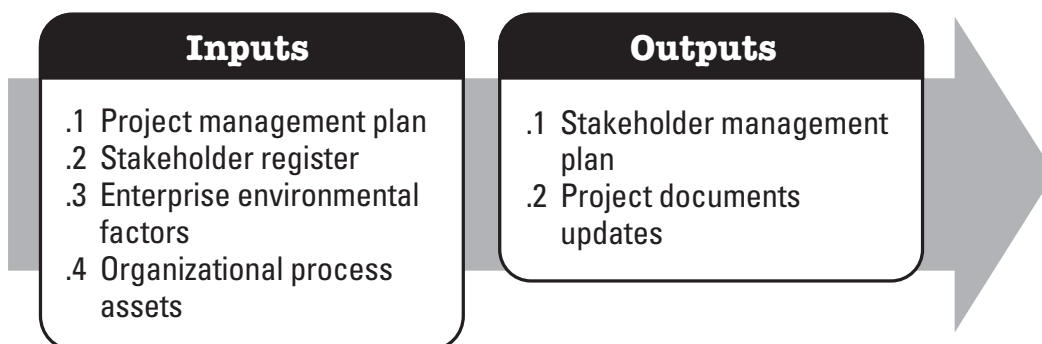 Inputs
.1 Project management plan
.2 Stakeholder register
.3 Enterprise environmental
factors
.4 Organizational process
assets
Outputs
.1 Stakeholder management
plan
.2 Project documents
updates